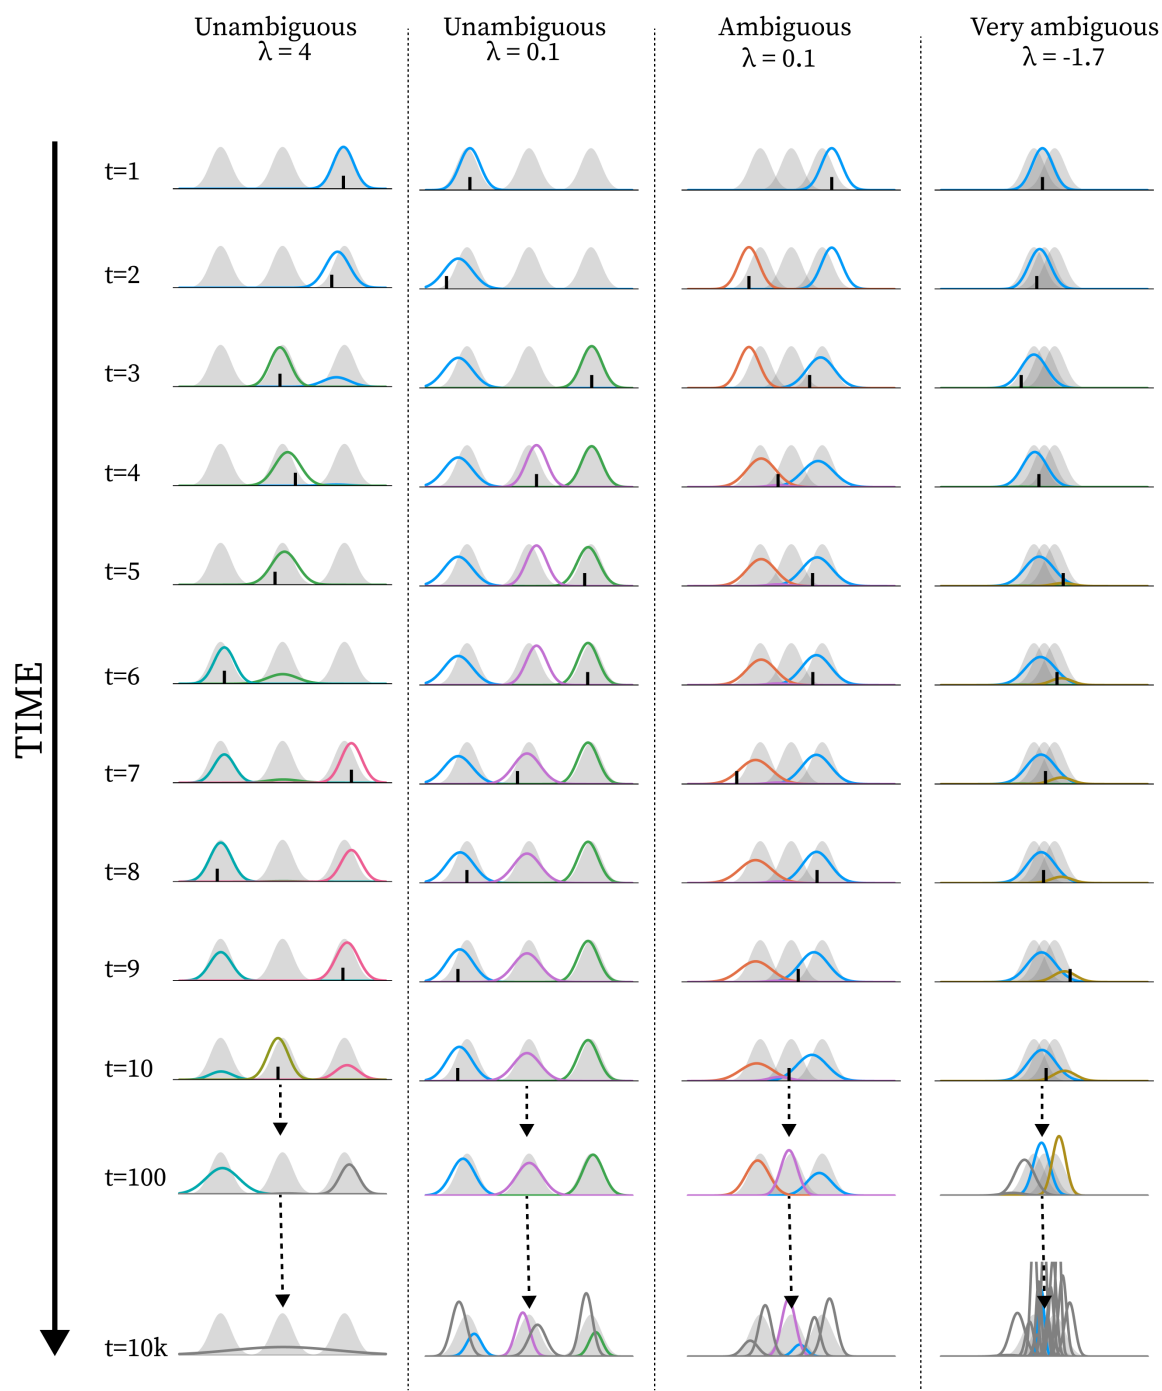 Unambiguous
λ = 4
Unambiguous
λ = 0.1
Ambiguous
λ = 0.1
Very ambiguous
λ = -1.7
TIME
t=1
t=2
t=3
t=4
t=5
t=6
t=7
t=8
t=9
t=10
t=100
t=10k